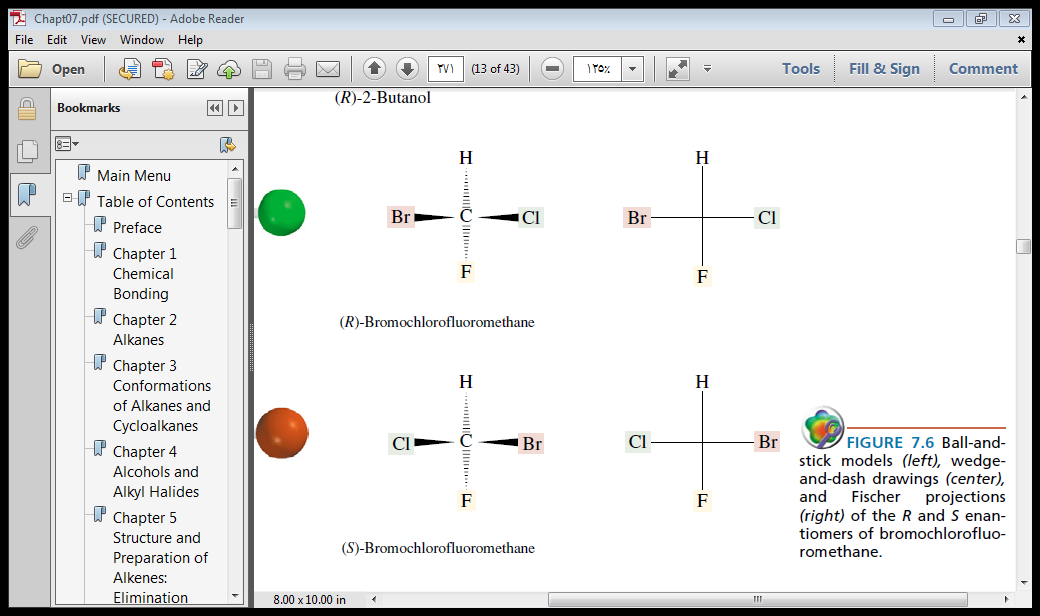 Chapt07.pdf (SECURED) - Adobe Reader
File Edit View Window Help
Open
٢٧١ (13 of 43)
١٢٥%
Tools Fill & Sign Comment
Bookmarks
Main Menu
Table of Contents
Preface
Chapter 1
Chemical
Bonding
Chapter 2
Alkanes
Chapter 3
Conformations
of Alkanes and
Cycloalkanes
Chapter 4
Alcohols and
Alkyl Halides
Chapter 5
Structure and
Preparation of
Alkenes:
Elimination
(R)-2-Butanol
H H
Br C Cl Br Cl
F F
(R)-Bromochlorofluoromethane
H H
Cl C Br Cl Br
F F
(S)-Bromochlorofluoromethane
FIGURE 7.6 Ball-and-
stick models (left), wedge-
and-dash drawings (center),
and Fischer projections
(right) of the R and S enan-
tiomers of bromochlorofluo-
romethane.
8.00 x 10.00 in